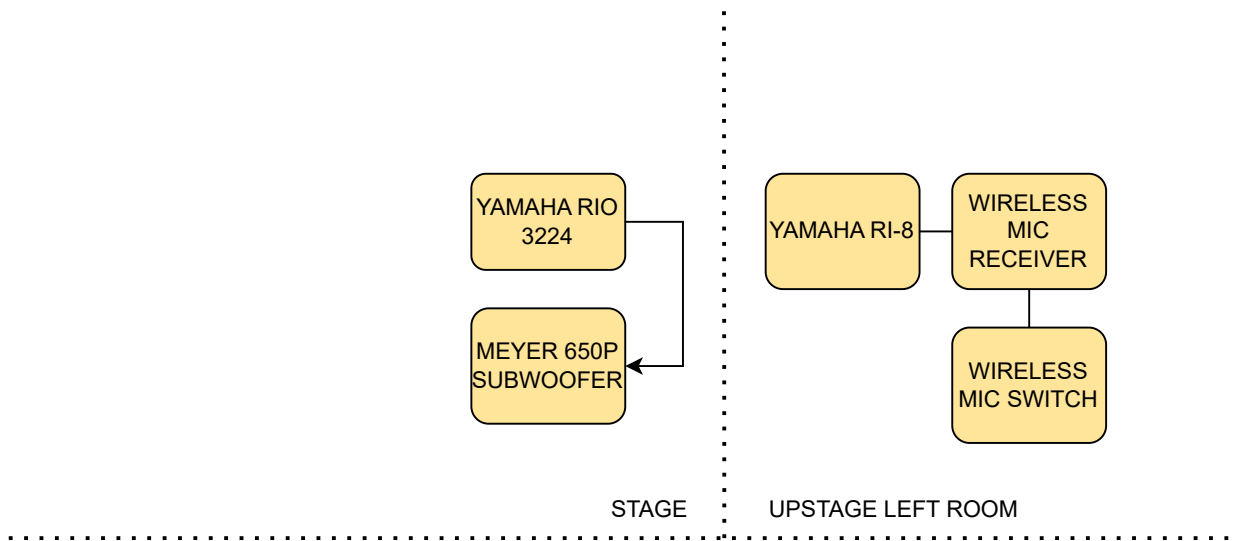 YAMAHA RIO
3224
MEYER 650P
SUBWOOFER
STAGE
YAMAHA RI-8
WIRELESS
MIC
RECEIVER
WIRELESS
MIC SWITCH
UPSTAGE LEFT ROOM